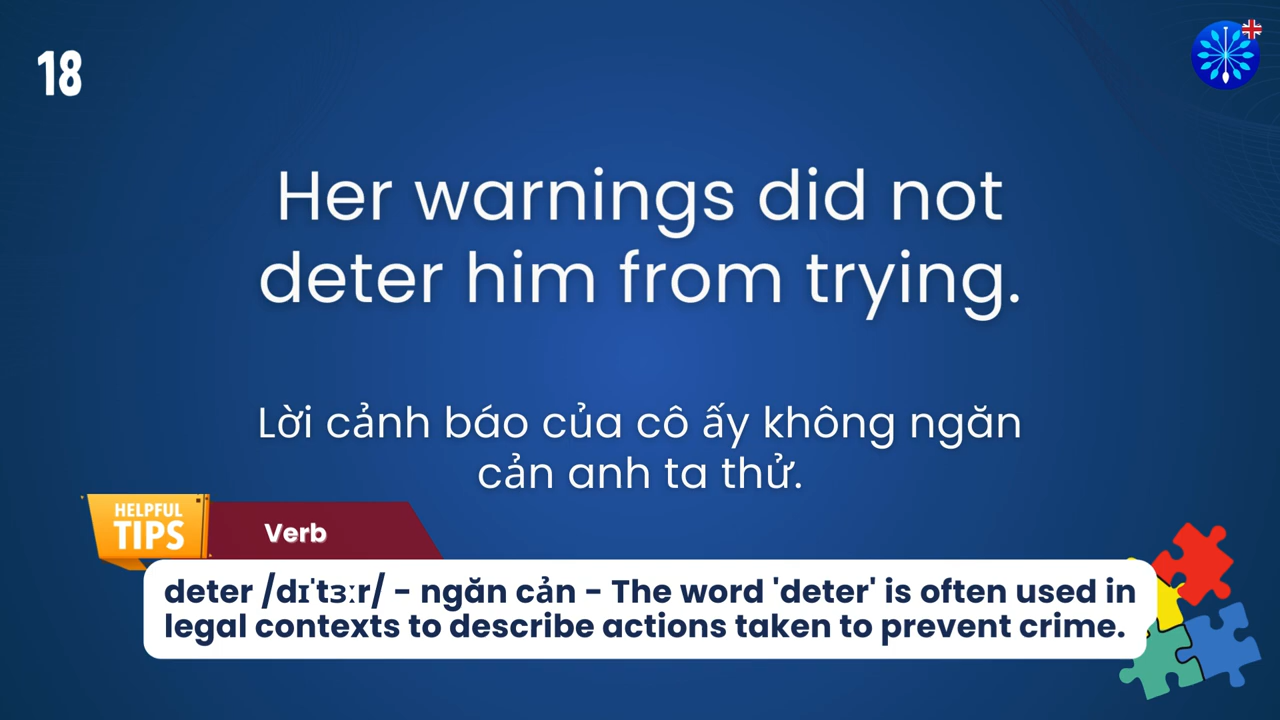 18
Her warnings did not
deter him from trying.
Lời cảnh báo của cô ấy không ngăn
cản anh ta thử.
HELPFUL
TIPS
Verb
deter /dɪˈtɜːr/ - ngăn cản - The word 'deter' is often used in
legal contexts to describe actions taken to prevent crime.